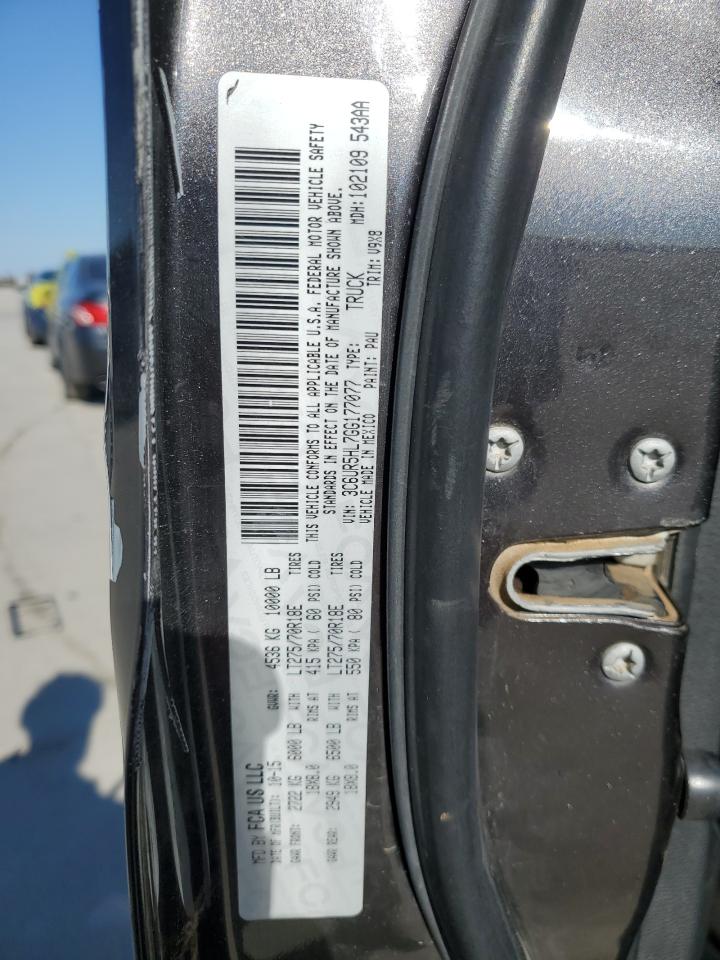 MFD BY FCA US LLC
DATE OF MFR(BUILT): 10-15 GVWR: 4536 KG 10000 LB
GAWR FRONT: 2722 KG 6000 LB WITH LT275/70R18E TIRES
18X8.0 RIMS AT 415 KPA( 60 PSI) COLD
GAWR REAR: 2949 KG 6500 LB WITH LT275/70R18E TIRES
18X8.0 RIMS AT 550 KPA( 80 PSI) COLD
THIS VEHICLE CONFORMS TO ALL APPLICABLE U.S.A. FEDERAL MOTOR VEHICLE SAFETY
STANDARDS IN EFFECT ON THE DATE OF MANUFACTURE SHOWN ABOVE.
VIN: 3C6UR5HL7GG177077 TYPE: TRUCK MDH: 102109 543AA
VEHICLE MADE IN MEXICO PAINT: PAU TRIM: V9X8